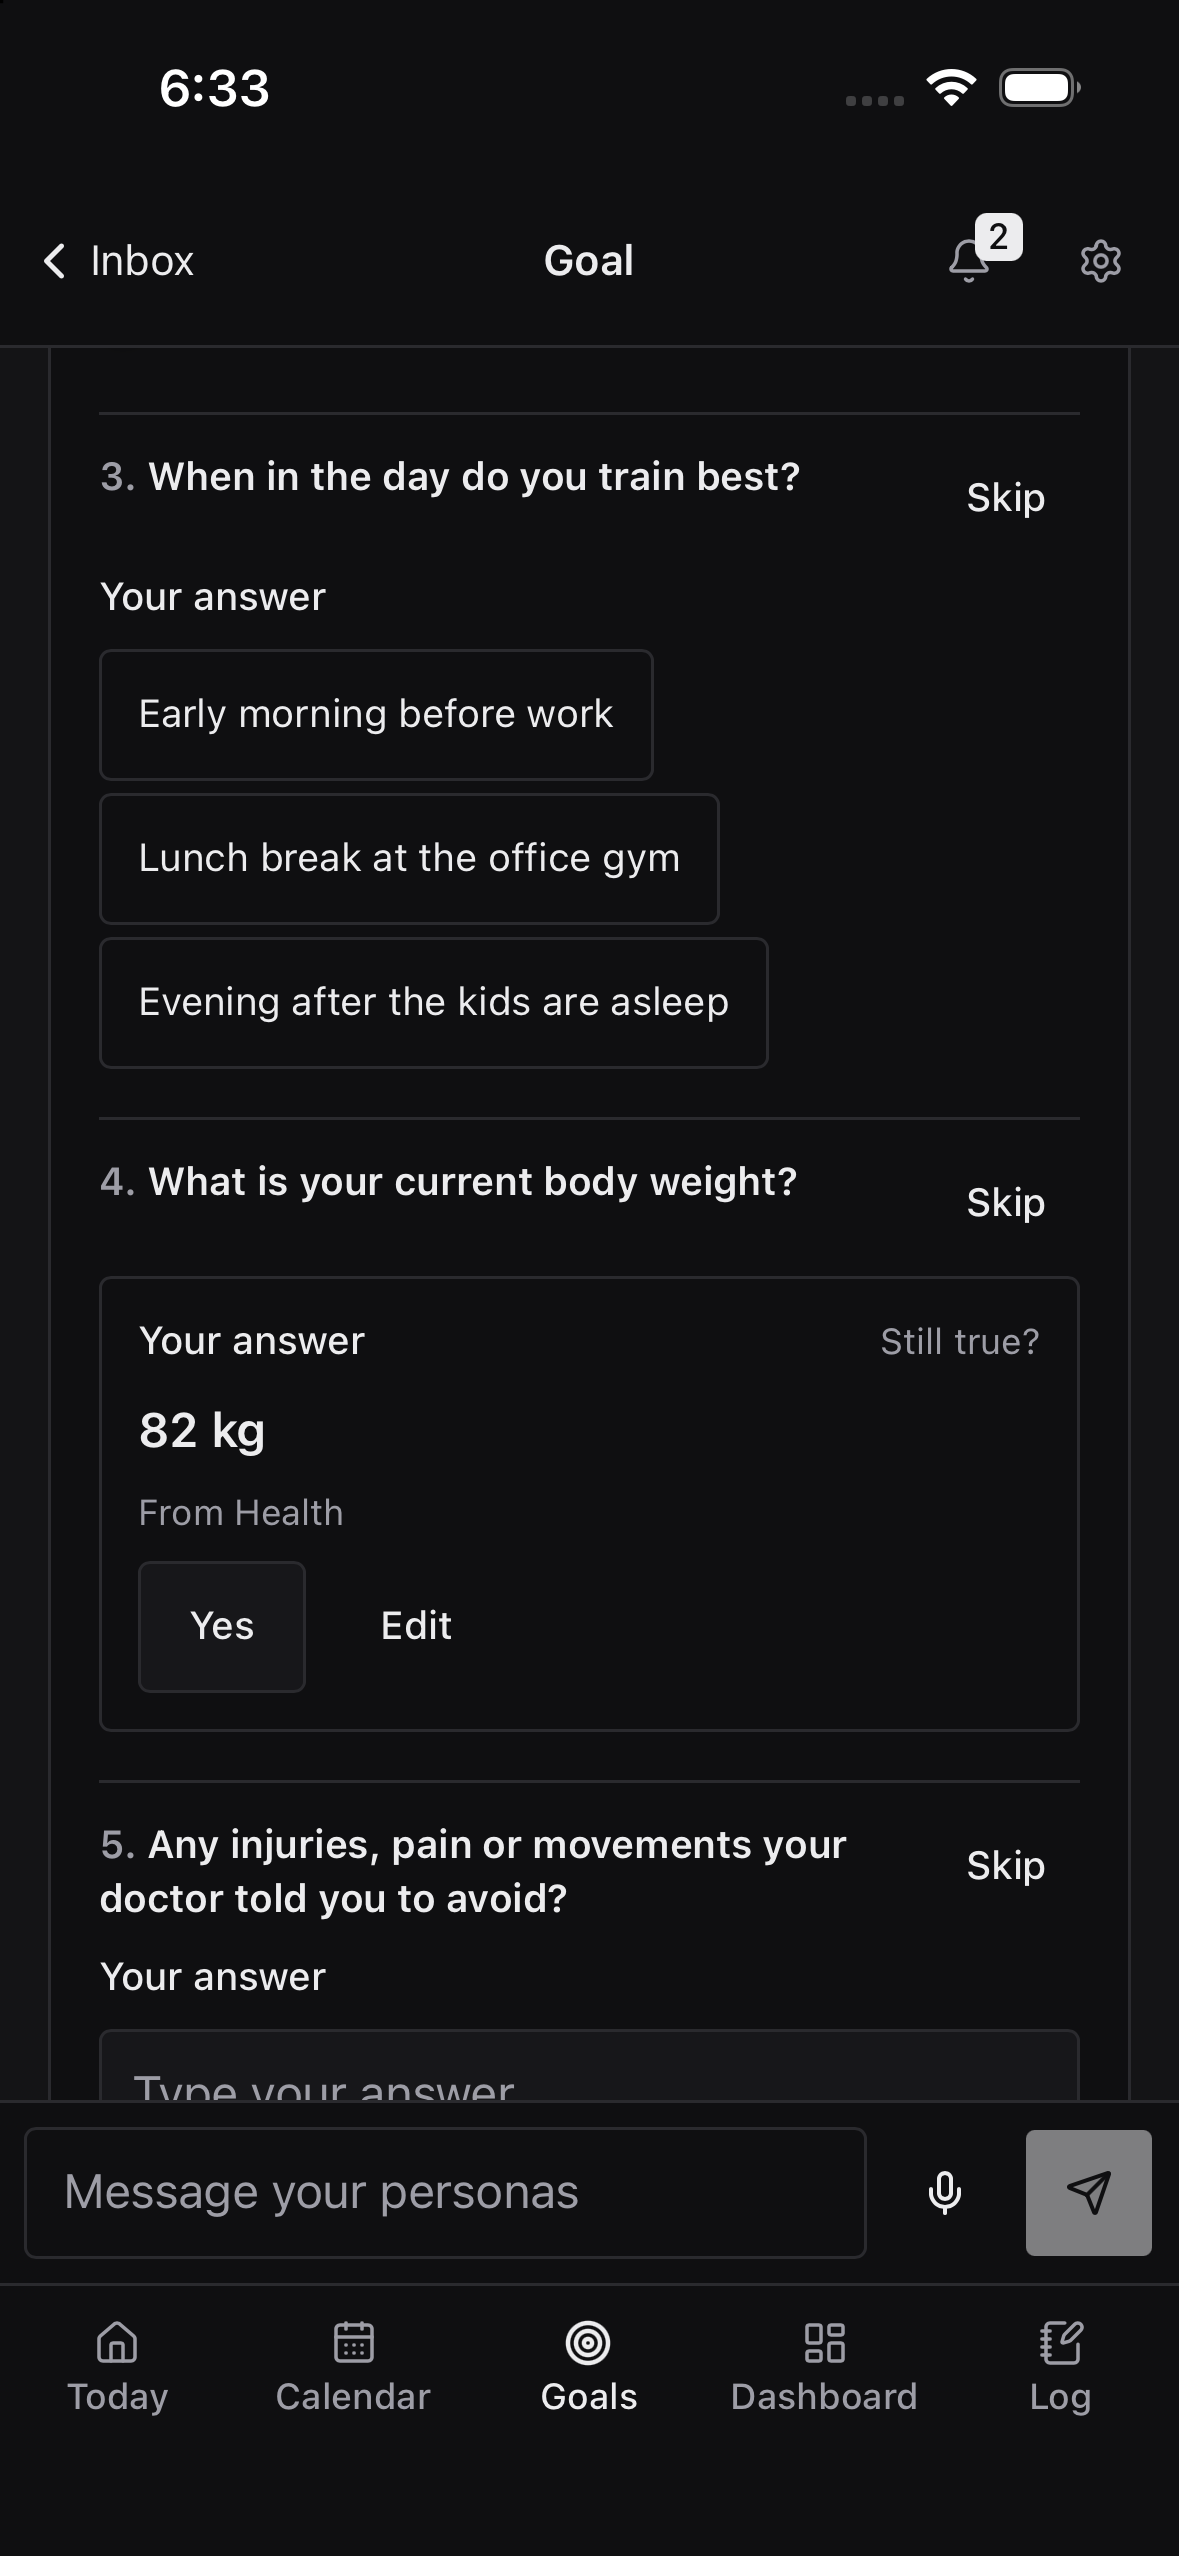 6:33
Inbox
Goal
2
3. When in the day do you train best?
Skip
Your answer
Early morning before work
Lunch break at the office gym
Evening after the kids are asleep
4. What is your current body weight?
Skip
Your answer
Still true?
82 kg
From Health
Yes
Edit
5. Any injuries, pain or movements your
doctor told you to avoid?
Skip
Your answer
Type your answer
Message your personas
Today
Calendar
Goals
Dashboard
Log